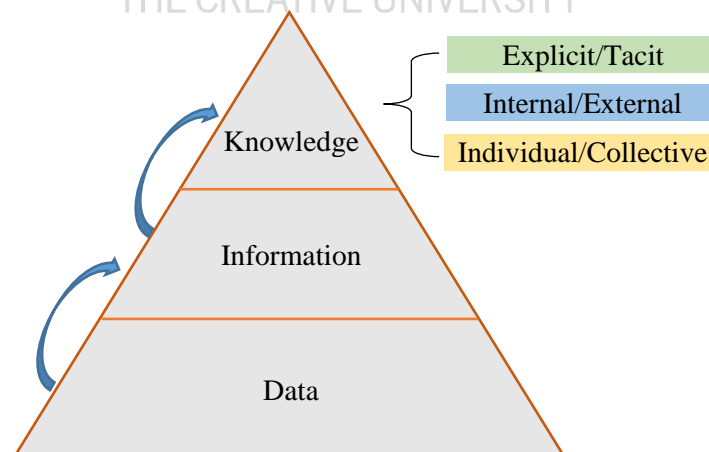 THE CREATIVE UNIVERSITY
Explicit/Tacit
Internal/External
Individual/Collective
Knowledge
Information
Data